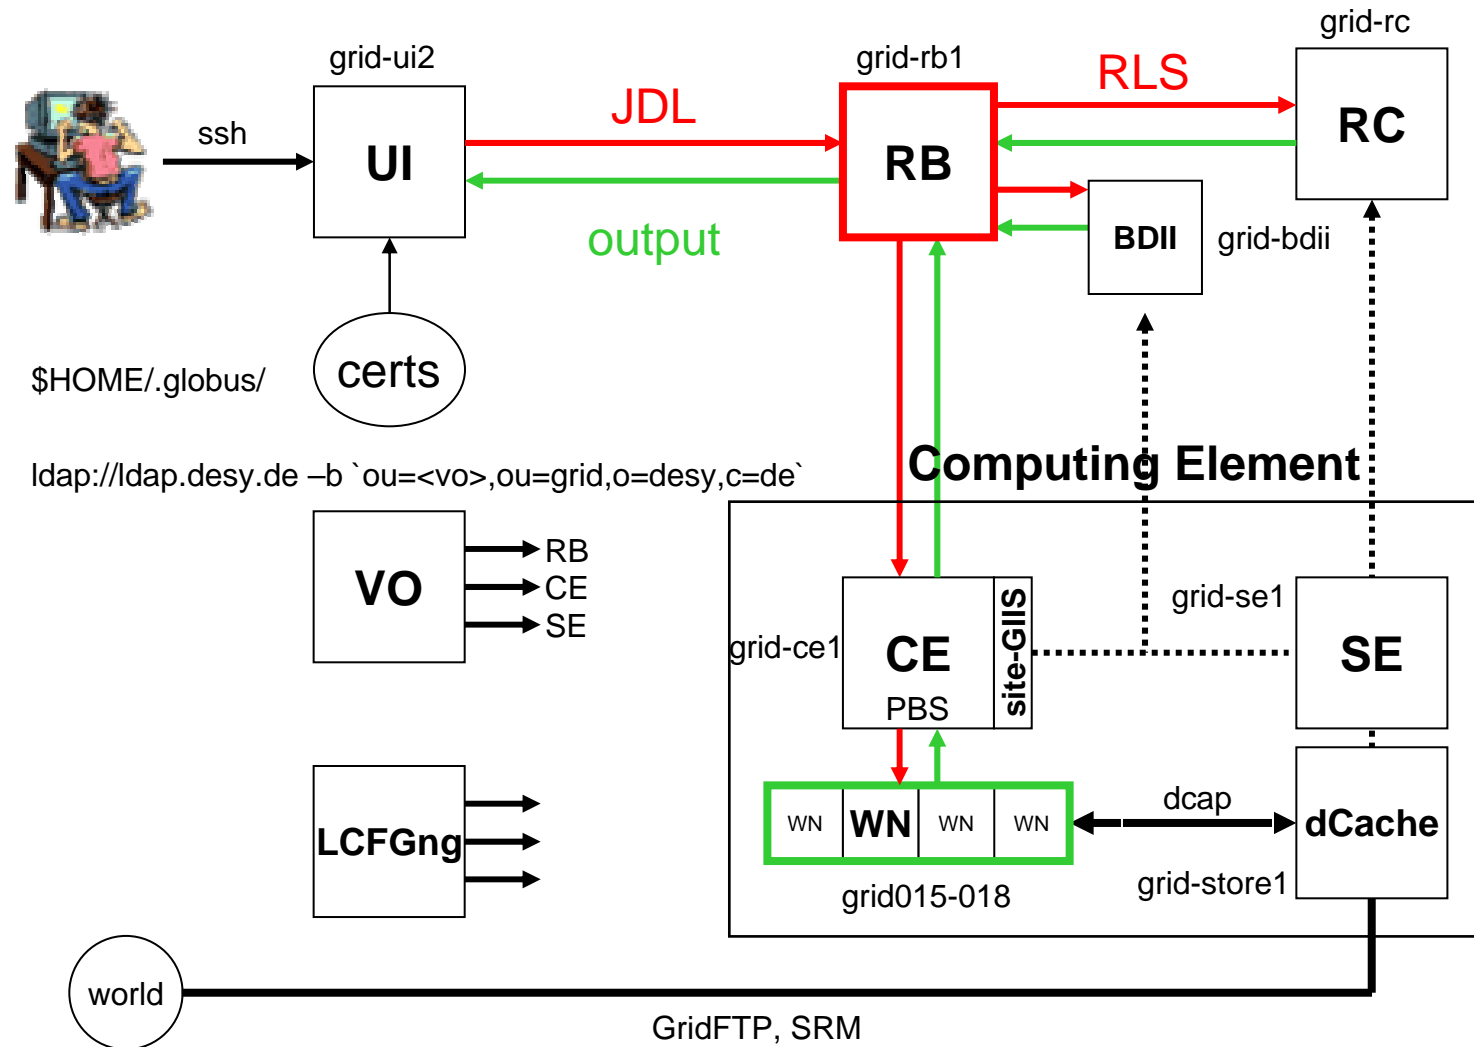 grid-rc
grid-ui2
grid-rb1
RLS
JDL
ssh
UI
RB
RC
output
BDII
grid-bdii
certs
$HOME/.globus/
ldap://ldap.desy.de –b `ou=<vo>,ou=grid,o=desy,c=de`
Computing Element
VO
RB
CE
SE
grid-ce1
CE
PBS
site-GIIS
grid-se1
SE
LCFGng
WN
WN
WN
WN
dcap
dCache
grid015-018
grid-store1
world
GridFTP, SRM